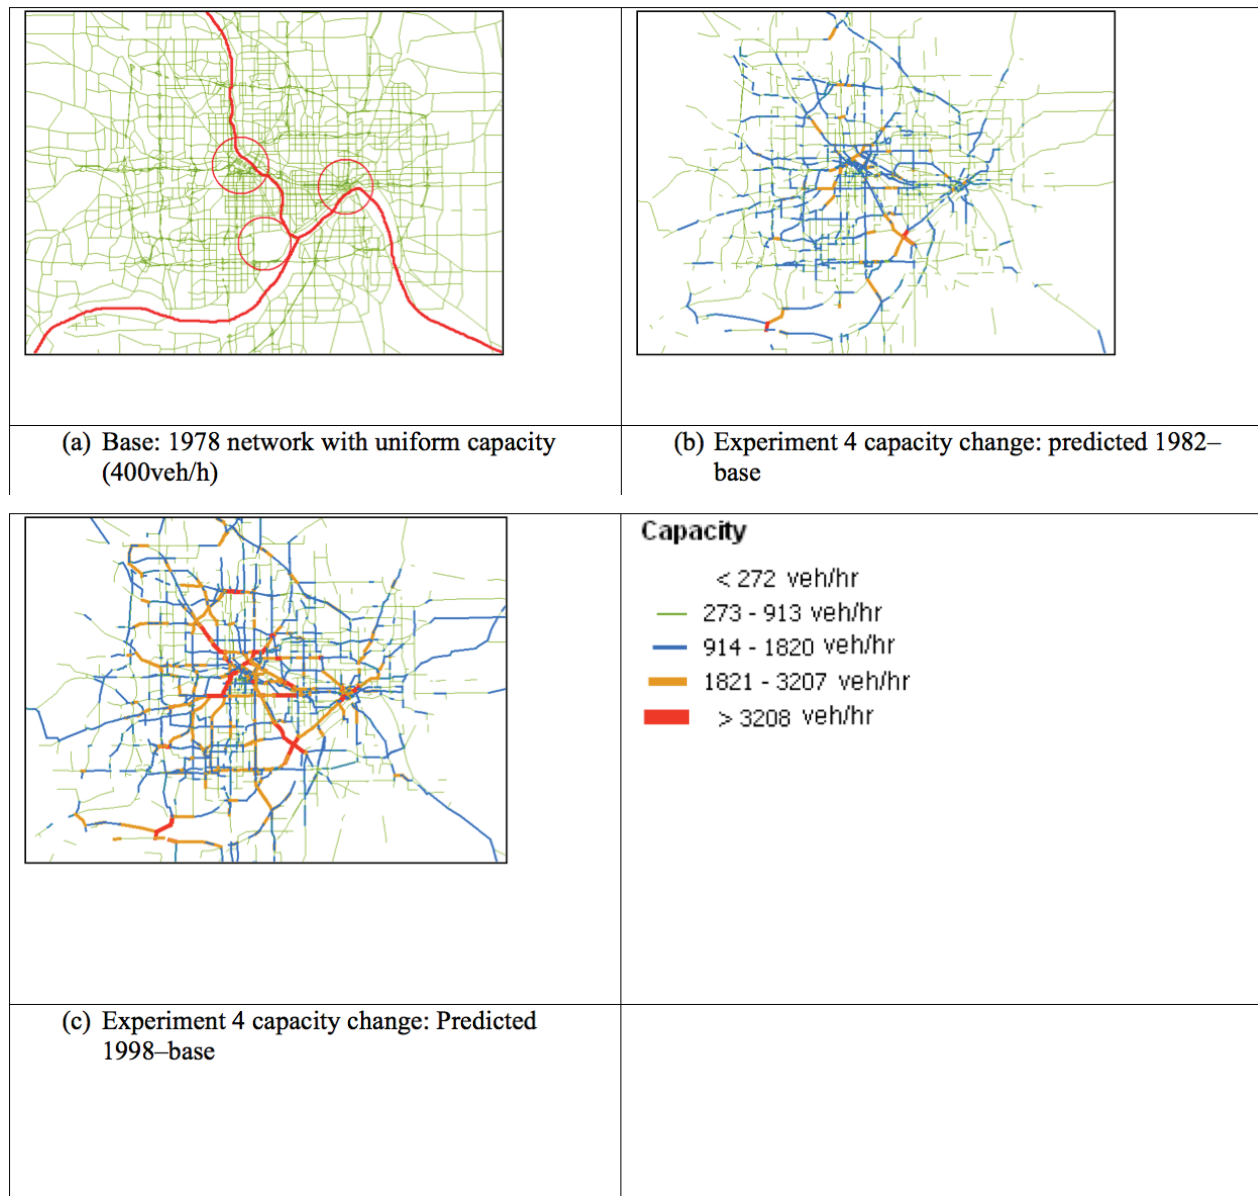 (a) Base: 1978 network with uniform capacity
(400veh/h)
(b) Experiment 4 capacity change: predicted 1982–
base
Capacity
< 272 veh/hr
273 - 913 veh/hr
914 - 1820 veh/hr
1821 - 3207 veh/hr
> 3208 veh/hr
(c) Experiment 4 capacity change: Predicted
1998–base